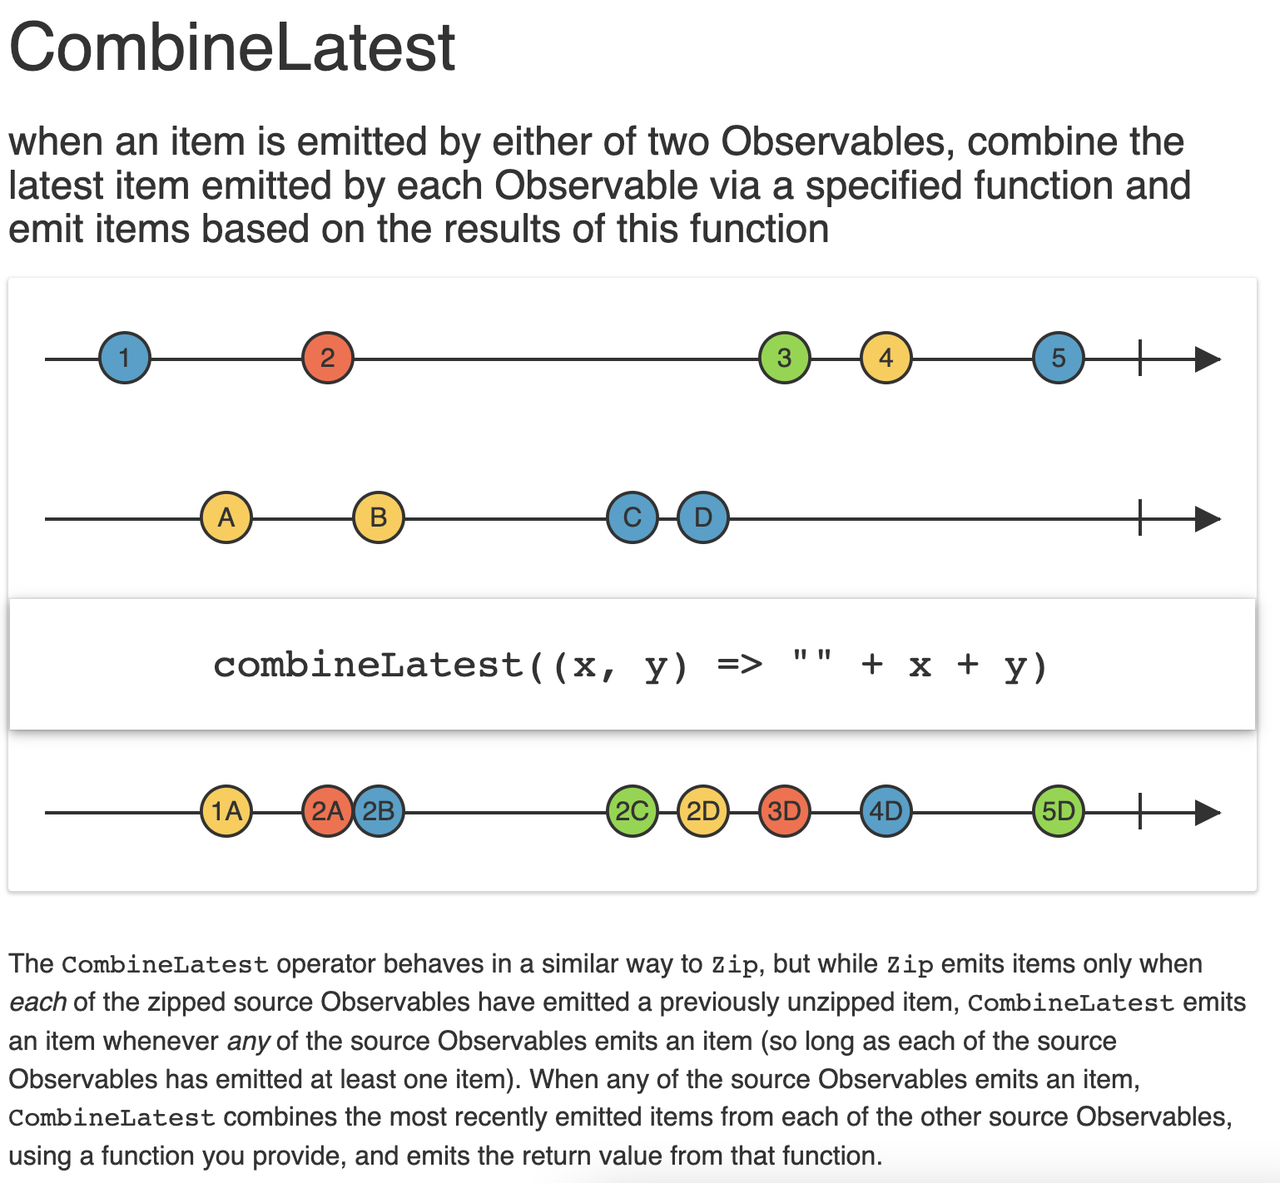 CombineLatest
when an item is emitted by either of two Observables, combine the
latest item emitted by each Observable via a specified function and
emit items based on the results of this function
1 2 3 4 5
A B C D
combineLatest((x, y) => "" + x + y)
1A 2A 2B 2C 2D 3D 4D 5D
The CombineLatest operator behaves in a similar way to Zip, but while Zip emits items only when
each of the zipped source Observables have emitted a previously unzipped item, CombineLatest emits
an item whenever any of the source Observables emits an item (so long as each of the source
Observables has emitted at least one item). When any of the source Observables emits an item,
CombineLatest combines the most recently emitted items from each of the other source Observables,
using a function you provide, and emits the return value from that function.